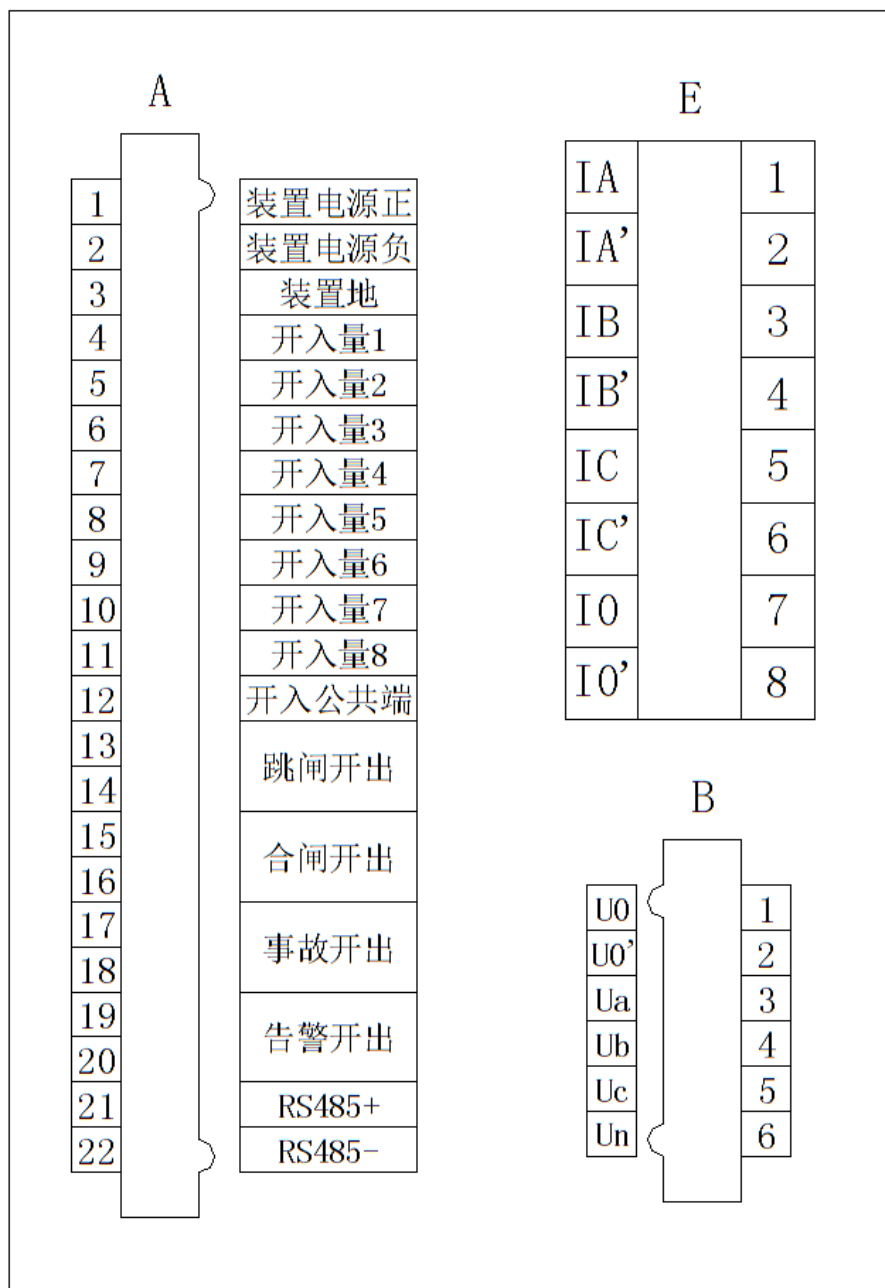 A
1 装置电源正
2 装置电源负
3 装置地
4 开入量1
5 开入量2
6 开入量3
7 开入量4
8 开入量5
9 开入量6
10 开入量7
11 开入量8
12 开入公共端
13
跳闸开出
14
15
合闸开出
16
17
事故开出
18
19
告警开出
20
21 RS485+
22 RS485-
E
IA 1
IA' 2
IB 3
IB' 4
IC 5
IC' 6
I0 7
I0' 8
B
U0 1
U0' 2
Ua 3
Ub 4
Uc 5
Un 6